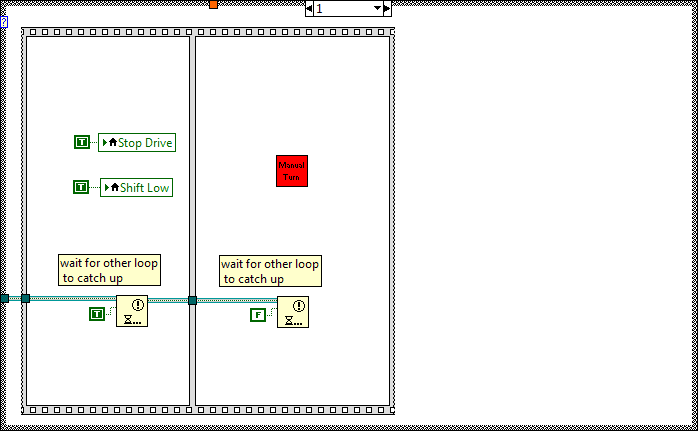 1
?
T
Stop Drive
T
Shift Low
Manual
Turn
wait for other loop
to catch up
wait for other loop
to catch up
T
F